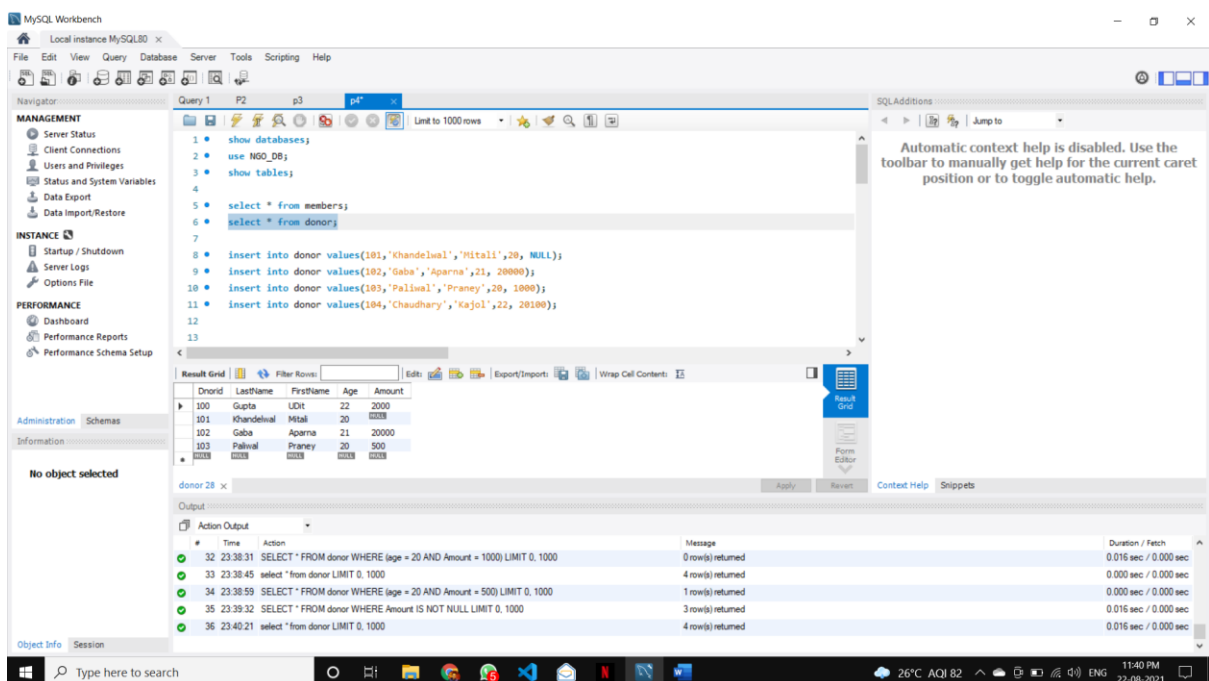 MySQL Workbench
Local instance MySQL80 ×
File Edit View Query Database Server Tools Scripting Help
Navigator
MANAGEMENT
Server Status
Client Connections
Users and Privileges
Status and System Variables
Data Export
Data Import/Restore
INSTANCE
Startup / Shutdown
Server Logs
Options File
PERFORMANCE
Dashboard
Performance Reports
Performance Schema Setup
Administration Schemas
Information
No object selected
Object Info Session
Query 1 P2 p3 p4* ×
Limit to 1000 rows
1 show databases;
2 use NGO_DB;
3 show tables;
4
5 select * from members;
6 select * from donor;
7
8 insert into donor values(101,'Khandelwal','Mitali',20, NULL);
9 insert into donor values(102,'Gaba','Aparna',21, 20000);
10 insert into donor values(103,'Paliwal','Praney',20, 1000);
11 insert into donor values(104,'Chaudhary','Kajol',22, 20100);
12
13
Result Grid Filter Rows: Edit: Export/Import: Wrap Cell Content:
Dnorid LastName FirstName Age Amount
100 Gupta UDit 22 2000
101 Khandelwal Mitali 20 NULL
102 Gaba Aparna 21 20000
103 Paliwal Praney 20 500
NULL NULL NULL NULL NULL
Result Grid
Form Editor
donor 28 × Apply Revert
SQLAdditions
Jump to
Automatic context help is disabled. Use the
toolbar to manually get help for the current caret
position or to toggle automatic help.
Context Help Snippets
Output
Action Output
# Time Action Message Duration / Fetch
32 23:38:31 SELECT * FROM donor WHERE (age = 20 AND Amount = 1000) LIMIT 0, 1000 0 row(s) returned 0.016 sec / 0.000 sec
33 23:38:45 select * from donor LIMIT 0, 1000 4 row(s) returned 0.000 sec / 0.000 sec
34 23:38:59 SELECT * FROM donor WHERE (age = 20 AND Amount = 500) LIMIT 0, 1000 1 row(s) returned 0.000 sec / 0.000 sec
35 23:39:32 SELECT * FROM donor WHERE Amount IS NOT NULL LIMIT 0, 1000 3 row(s) returned 0.016 sec / 0.000 sec
36 23:40:21 select * from donor LIMIT 0, 1000 4 row(s) returned 0.016 sec / 0.000 sec
Type here to search
26°C AQI 82 ENG 11:40 PM
22-08-2021